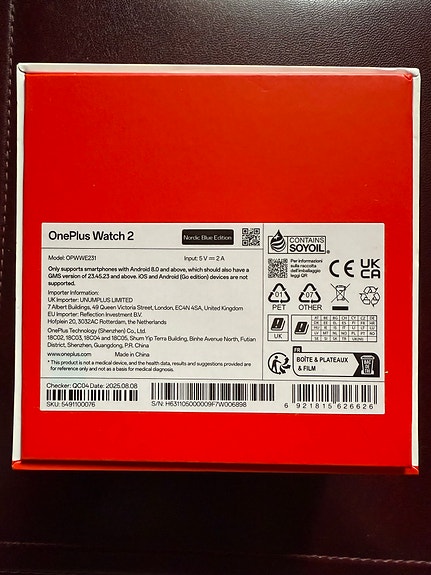 OnePlus Watch 2
Nordic Blue Edition
Model: OPWWE231
Input: 5 V ⎓ 2 A
Only supports smartphones with Android 8.0 and above, which should also have a
GMS version of 23.45.23 and above. iOS and Android (Go edition) devices are not
supported.
Importer Information:
UK Importer: UNUMPLUS LIMITED
7 Albert Buildings, 49 Queen Victoria Street, London, EC4N 4SA, United Kingdom
EU Importer: Reflection Investment B.V.
Hofplein 20, 3032AC Rotterdam, the Netherlands
OnePlus Technology (Shenzhen) Co., Ltd.
18C02, 18C03, 18C04 and 18C05, Shum Yip Terra Building, Binhe Avenue North, Futian
District, Shenzhen, Guangdong, P.R. China
www.oneplus.com
Made in China
* This product is not a medical device, and the health data, results and suggestions provided are
for reference only and not as a basis for medical diagnosis.
CONTAINS
SOYOIL
Per informazioni
sulla raccolta
dell'imballaggio
leggi QR
CE
UK
CA
01
PET
07
OTHER
UK
FR
BOÎTE & PLATEAUX
& FILM
Checker: QC04 Date: 2025.08.08
SKU: 5491100076
S/N: H631105000009F7W006898
6 921815 626626